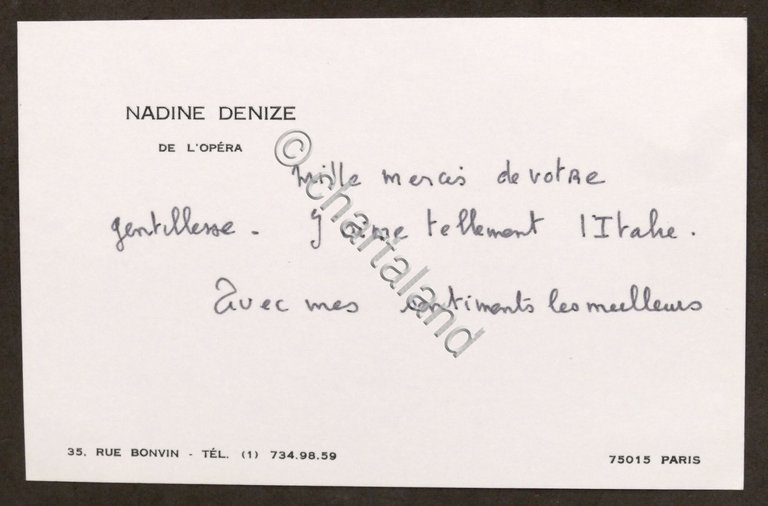 NADINE DENIZE
DE L'OPÉRA
Mille mercis de votre
gentillesse. J'aime tellement l'Italie.
Avec mes sentiments les meilleurs
35, RUE BONVIN - TÉL. (1) 734.98.59
75015 PARIS
© chartaland